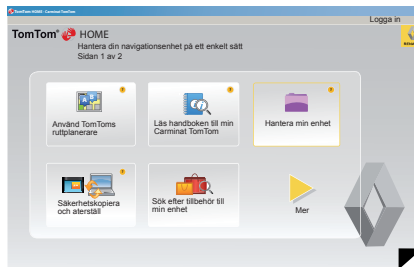 TomTom HOME - Carminat TomTom
Logga in
TomTom HOME
Hantera din navigationsenhet på ett enkelt sätt
Sidan 1 av 2
RENAULT
Använd TomToms
ruttplanerare
Läs handboken till min
Carminat TomTom
Hantera min enhet
Säkerhetskopiera
och återställ
Sök efter tillbehör till
min enhet
Mer